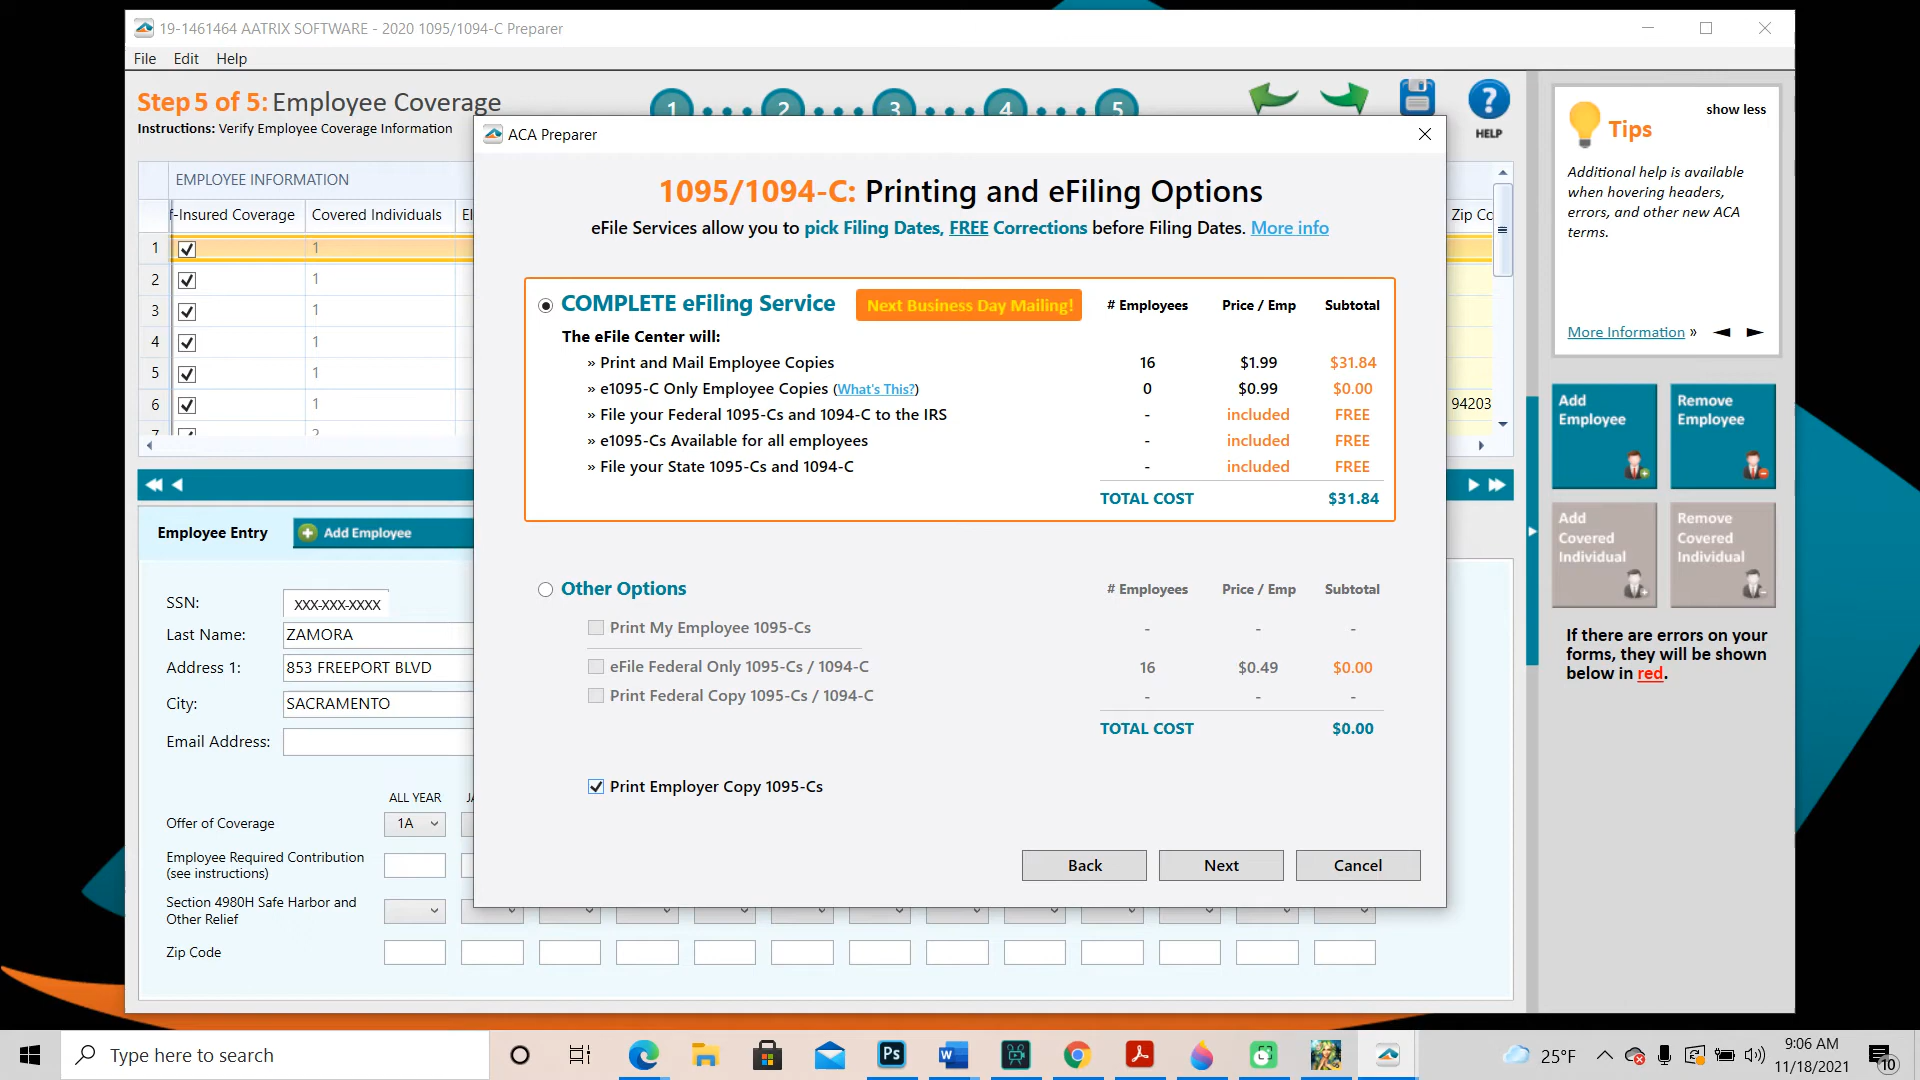 19-1461464 AATRIX SOFTWARE - 2020 1095/1094-C Preparer
File Edit Help
Step 5 of 5: Employee Coverage
Instructions: Verify Employee Coverage Information
1 2 3 4 5
HELP
EMPLOYEE INFORMATION
f-Insured Coverage Covered Individuals El
Zip Co
1 1
2 1
3 1
4 1
5 1
6 1
94203
7 2
Employee Entry Add Employee
SSN: XXX-XXX-XXXX
Last Name: ZAMORA
Address 1: 853 FREEPORT BLVD
City: SACRAMENTO
Email Address:
ALL YEAR JA
Offer of Coverage 1A
Employee Required Contribution
(see instructions)
Section 4980H Safe Harbor and
Other Relief
Zip Code
ACA Preparer
1095/1094-C: Printing and eFiling Options
eFile Services allow you to pick Filing Dates, FREE Corrections before Filing Dates. More info
COMPLETE eFiling Service Next Business Day Mailing! # Employees Price / Emp Subtotal
The eFile Center will:
» Print and Mail Employee Copies 16 $1.99 $31.84
» e1095-C Only Employee Copies (What's This?) 0 $0.99 $0.00
» File your Federal 1095-Cs and 1094-C to the IRS - included FREE
» e1095-Cs Available for all employees - included FREE
» File your State 1095-Cs and 1094-C - included FREE
TOTAL COST $31.84
Other Options # Employees Price / Emp Subtotal
Print My Employee 1095-Cs - - -
eFile Federal Only 1095-Cs / 1094-C 16 $0.49 $0.00
Print Federal Copy 1095-Cs / 1094-C - - -
TOTAL COST $0.00
Print Employer Copy 1095-Cs
Back Next Cancel
show less
Tips
Additional help is available
when hovering headers,
errors, and other new ACA
terms.
More Information »
Add
Employee
Remove
Employee
Add
Covered
Individual
Remove
Covered
Individual
If there are errors on your
forms, they will be shown
below in red.
Type here to search
Ps
25°F
9:06 AM
11/18/2021
10